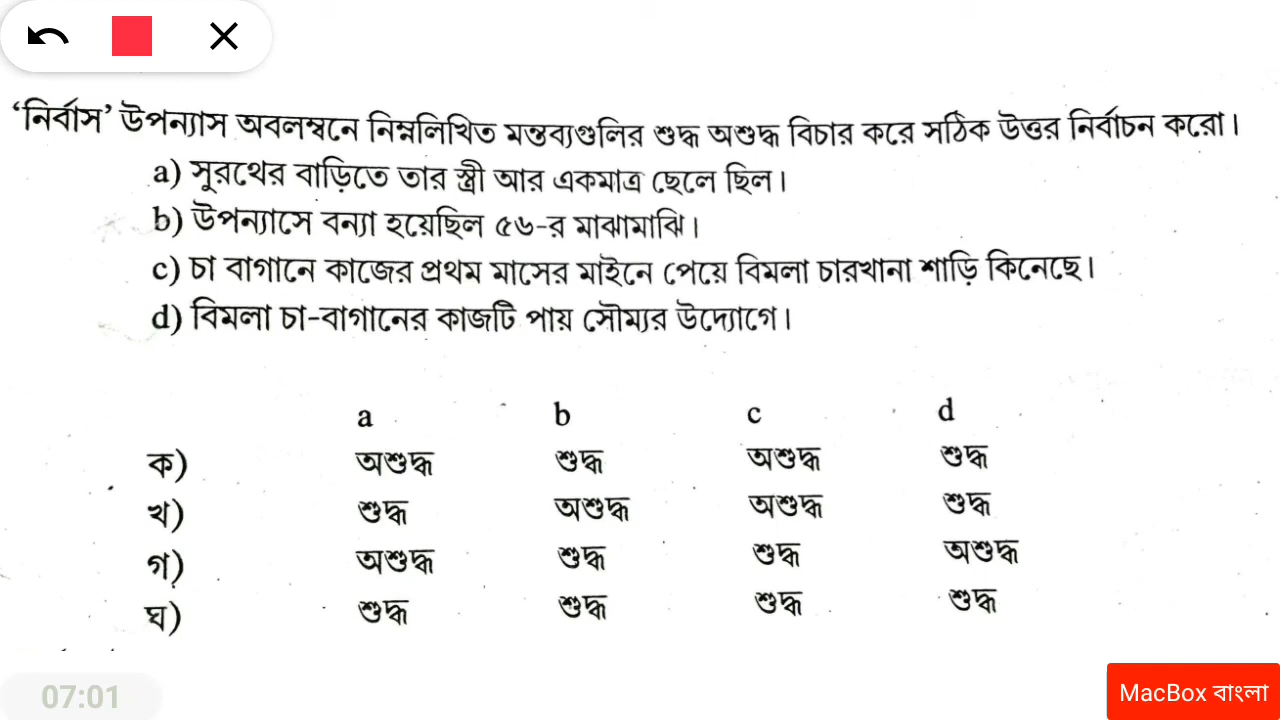 ‘নির্বাস’ উপন্যাস অবলম্বনে নিম্নলিখিত মন্তব্যগুলির শুদ্ধ অশুদ্ধ বিচার করে সঠিক উত্তর নির্বাচন করো।
a) সুরথের বাড়িতে তার স্ত্রী আর একমাত্র ছেলে ছিল।
b) উপন্যাসে বন্যা হয়েছিল ৫৬-র মাঝামাঝি।
c) চা বাগানে কাজের প্রথম মাসের মাইনে পেয়ে বিমলা চারখানা শাড়ি কিনেছে।
d) বিমলা চা-বাগানের কাজটি পায় সৌম্যর উদ্যোগে।
a b c d
ক) অশুদ্ধ শুদ্ধ অশুদ্ধ শুদ্ধ
খ) শুদ্ধ অশুদ্ধ অশুদ্ধ শুদ্ধ
গ) অশুদ্ধ শুদ্ধ শুদ্ধ অশুদ্ধ
ঘ) শুদ্ধ শুদ্ধ শুদ্ধ শুদ্ধ
07:01
MacBox বাংলা